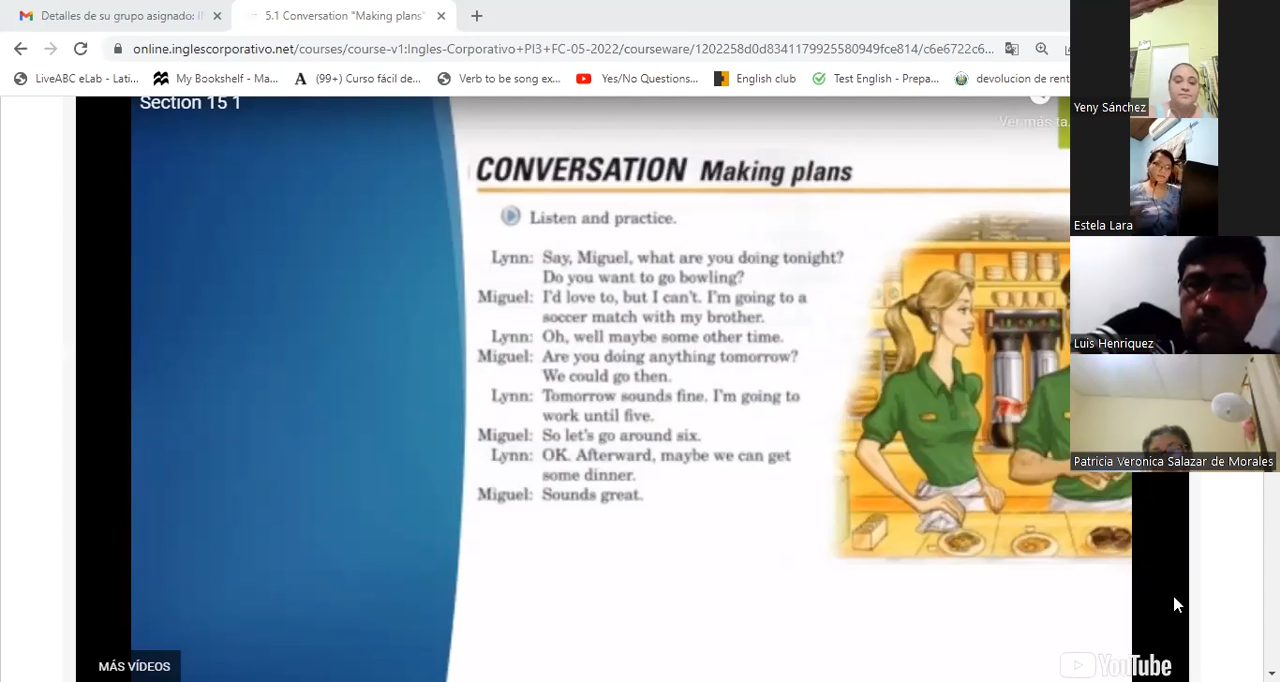 Detalles de su grupo asignado: I
5.1 Conversation "Making plans"
online.inglescorporativo.net/courses/course-v1:Ingles-Corporativo+PI3+FC-05-2022/courseware/1202258d0d8341179925580949fce814/c6e6722c6...
LiveABC eLab - Lati...
My Bookshelf - Ma...
(99+) Curso fácil de...
Verb to be song ex...
Yes/No Questions...
English club
Test English - Prepa...
devolucion de rent
Section 15 1
Ver más ta
CONVERSATION Making plans
Listen and practice.
Lynn: Say, Miguel, what are you doing tonight?
Do you want to go bowling?
Miguel: I'd love to, but I can't. I'm going to a
soccer match with my brother.
Lynn: Oh, well maybe some other time.
Miguel: Are you doing anything tomorrow?
We could go then.
Lynn: Tomorrow sounds fine. I'm going to
work until five.
Miguel: So let's go around six.
Lynn: OK. Afterward, maybe we can get
some dinner.
Miguel: Sounds great.
MÁS VÍDEOS
YouTube
Yeny Sánchez
Estela Lara
Luis Henriquez
Patricia Veronica Salazar de Morales